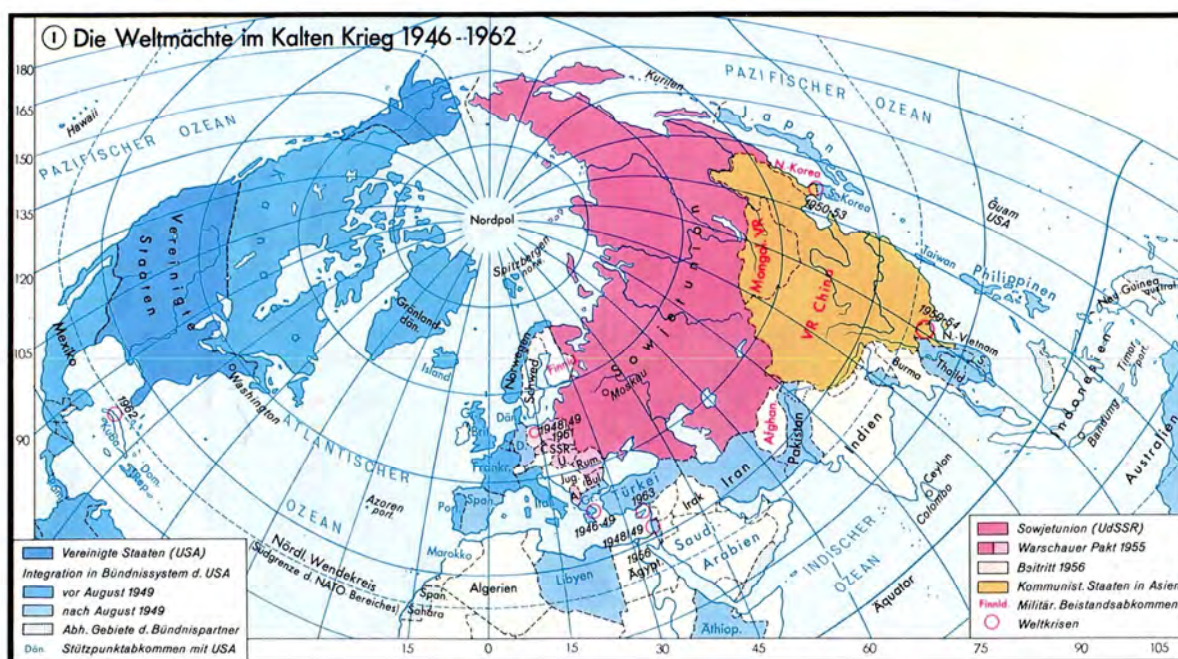 ① Die Weltmächte im Kalten Krieg 1946-1962
180
165
150
135
120
105
90
Hawaii
PAZIFISCHER OZEAN
Kanada
Vereinigte
Staaten
Mexiko
Washington
1962
Kuba
Dom.
Rep.
Nordpol
Spitzbergen
norw.
Grönland
dän.
Island
ATLANTISCHER
OZEAN
Azoren
port.
Nördl. Wendekreis
(Südgrenze d. NATO Bereiches)
Norwegen
Schwed.
Finnld.
Dän.
Brit.
D.
Frankr.
Port.
Span.
Ital.
1948/49
1961
CSSR
U.
Rum.
Jug.
Bul.
A.
Gr.
1946-49
Türkei
1963
1948/49
1956
Ägypt.
Irak
Saud.
Arabien
Iran
Marokko
Algerien
Libyen
Span.
Sahara
Äthiop.
Sowjetunion
Moskau
Kurilen
PAZIFISCHER OZEAN
Japan
N.-Korea
S.-Korea
1950-53
Mongol. VR
VR China
Guam
USA
Taiwan
Philippinen
Neu-Guinea
austral.
1950-54
N.-Vietnam
Thaild.
Burma
Indien
Pakistan
Afghan.
Ceylon
Colombo
Indonesien
Timor
port.
Bandung
Australien
INDISCHER
OZEAN
Äquator
Vereinigte Staaten (USA)
Integration in Bündnissystem d. USA
vor August 1949
nach August 1949
Abh. Gebiete d. Bündnispartner
Dän. Stützpunktabkommen mit USA
Sowjetunion (UdSSR)
Warschauer Pakt 1955
Beitritt 1956
Kommunist. Staaten in Asien
Finnld. Militär. Beistandsabkommen
Weltkrisen
15 0 15 30 45 60 75 90 105